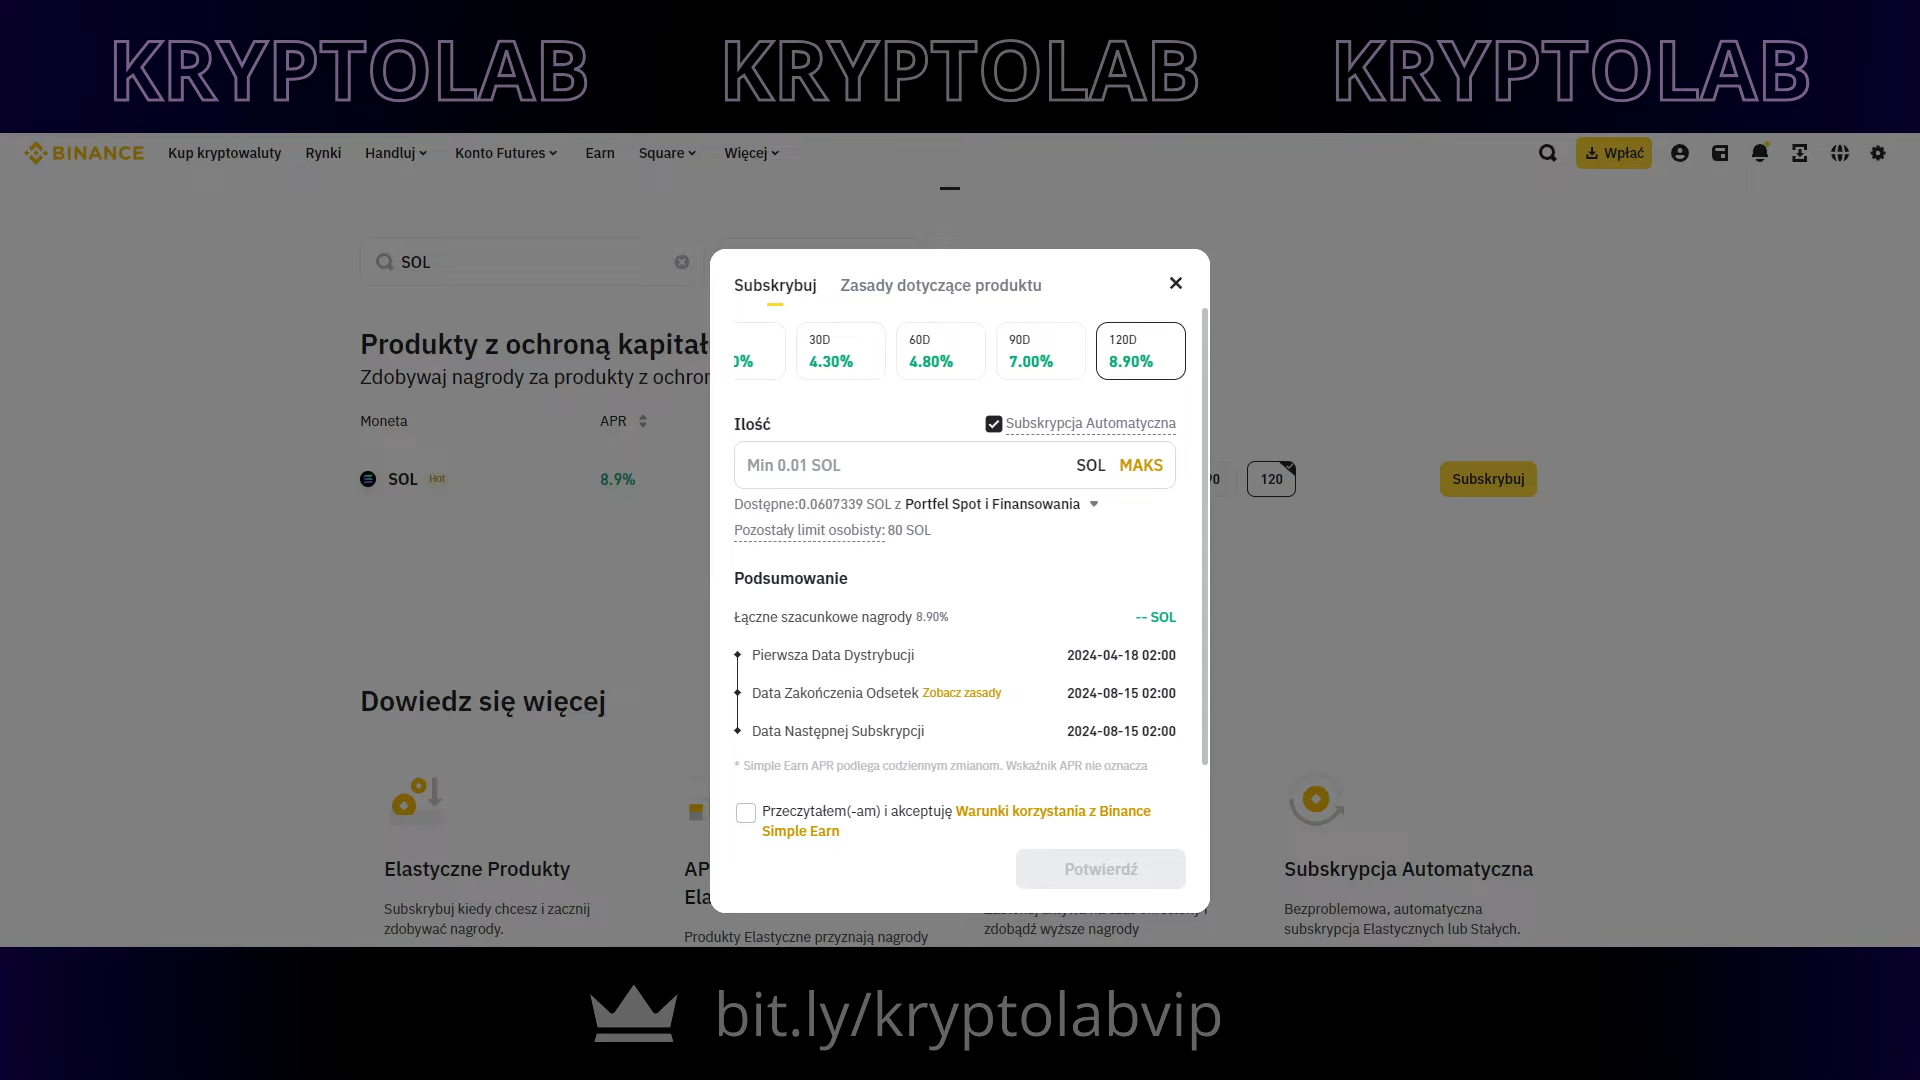 KRYPTOLAB KRYPTOLAB KRYPTOLAB
BINANCE Kup kryptowaluty Rynki Handluj Konto Futures Earn Square Więcej Wpłać
SOL
Subskrybuj Zasady dotyczące produktu
30D 60D 90D 120D
0% 4.30% 4.80% 7.00% 8.90%
Produkty z ochroną kapitał
Zdobywaj nagrody za produkty z ochron
Moneta APR
Ilość Subskrypcja Automatyczna
Min 0.01 SOL SOL MAKS
SOL Hot 8.9% 120 Subskrybuj
Dostępne:0.0607339 SOL z Portfel Spot i Finansowania
Pozostały limit osobisty: 80 SOL
Podsumowanie
Łączne szacunkowe nagrody 8.90% -- SOL
Pierwsza Data Dystrybucji 2024-04-18 02:00
Data Zakończenia Odsetek Zobacz zasady 2024-08-15 02:00
Data Następnej Subskrypcji 2024-08-15 02:00
* Simple Earn APR podlega codziennym zmianom. Wskaźnik APR nie oznacza
Przeczytałem(-am) i akceptuję Warunki korzystania z Binance
Simple Earn
Potwierdź
Dowiedz się więcej
Elastyczne Produkty
Subskrybuj kiedy chcesz i zacznij
zdobywać nagrody.
AP
Ela
Produkty Elastyczne przyznają nagrody
zdobądź wyższe nagrody
Subskrypcja Automatyczna
Bezproblemowa, automatyczna
subskrypcja Elastycznych lub Stałych.
bit.ly/kryptolabvip